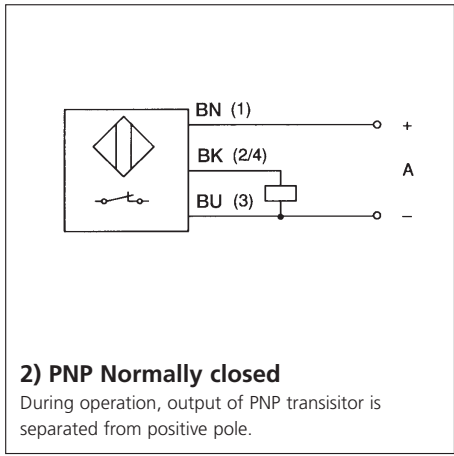 BN (1)
+
BK (2/4)
A
BU (3)
–
2) PNP Normally closed
During operation, output of PNP transisitor is
separated from positive pole.